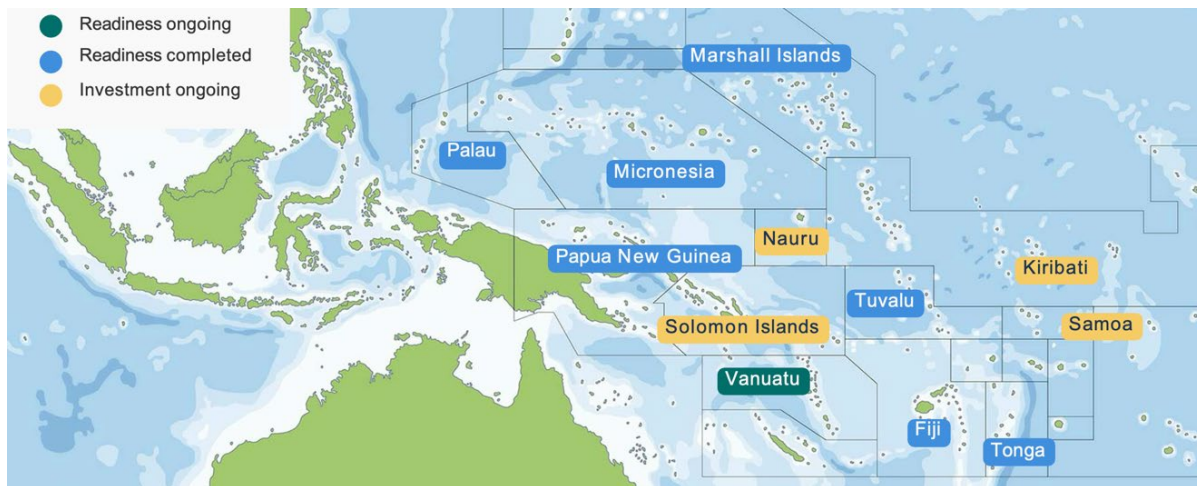 Readiness ongoing
Readiness completed
Investment ongoing
Marshall Islands
Palau
Micronesia
Nauru
Papua New Guinea
Kiribati
Tuvalu
Solomon Islands
Samoa
Vanuatu
Fiji
Tonga